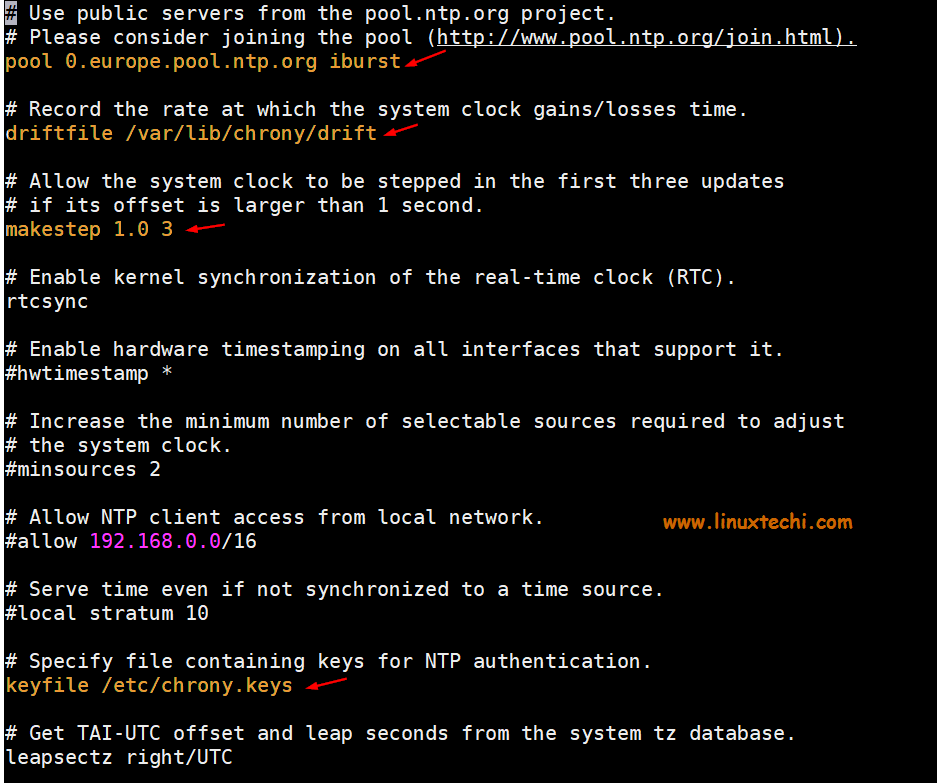 # Use public servers from the pool.ntp.org project.
# Please consider joining the pool (http://www.pool.ntp.org/join.html).
pool 0.europe.pool.ntp.org iburst
# Record the rate at which the system clock gains/losses time.
driftfile /var/lib/chrony/drift
# Allow the system clock to be stepped in the first three updates
# if its offset is larger than 1 second.
makestep 1.0 3
# Enable kernel synchronization of the real-time clock (RTC).
rtcsync
# Enable hardware timestamping on all interfaces that support it.
#hwtimestamp *
# Increase the minimum number of selectable sources required to adjust
# the system clock.
#minsources 2
# Allow NTP client access from local network.
www.linuxtechi.com
#allow 192.168.0.0/16
# Serve time even if not synchronized to a time source.
#local stratum 10
# Specify file containing keys for NTP authentication.
keyfile /etc/chrony.keys
# Get TAI-UTC offset and leap seconds from the system tz database.
leapsectz right/UTC